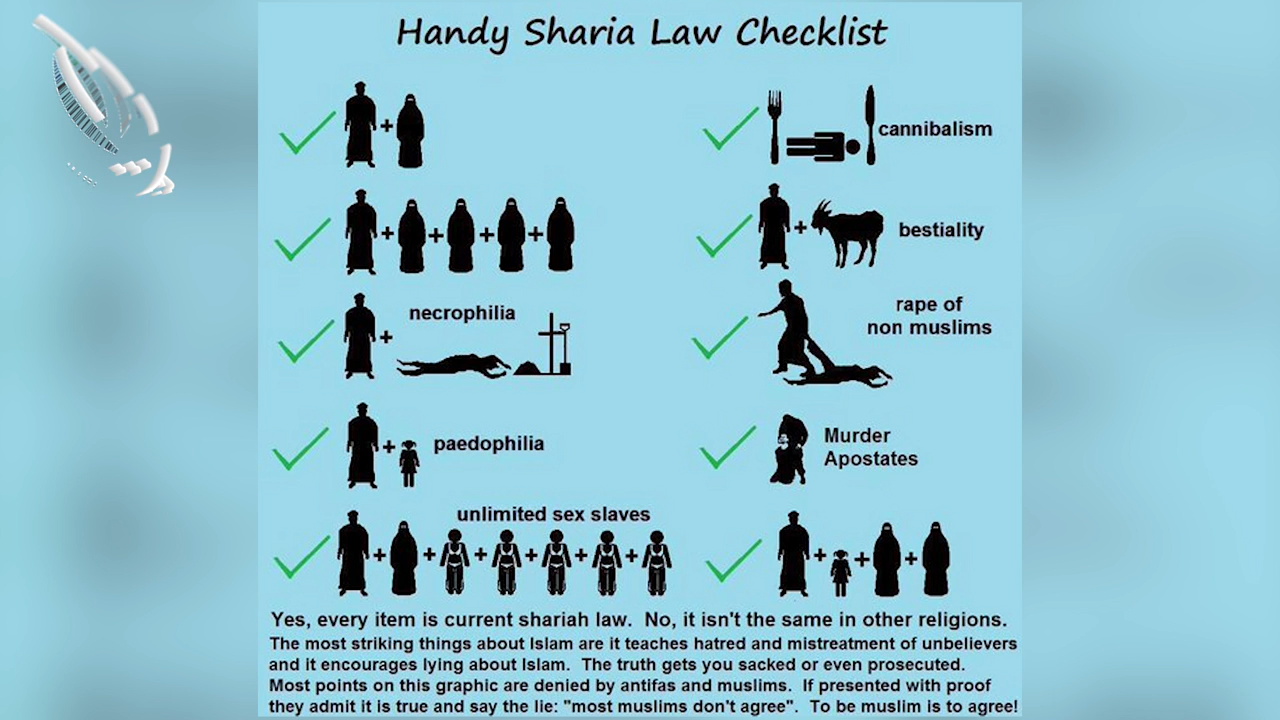 Handy Sharia Law Checklist
cannibalism
bestiality
necrophilia
rape of
non muslims
paedophilia
Murder
Apostates
unlimited sex slaves
Yes, every item is current shariah law. No, it isn't the same in other religions.
The most striking things about Islam are it teaches hatred and mistreatment of unbelievers
and it encourages lying about Islam. The truth gets you sacked or even prosecuted.
Most points on this graphic are denied by antifas and muslims. If presented with proof
they admit it is true and say the lie: "most muslims don't agree". To be muslim is to agree!